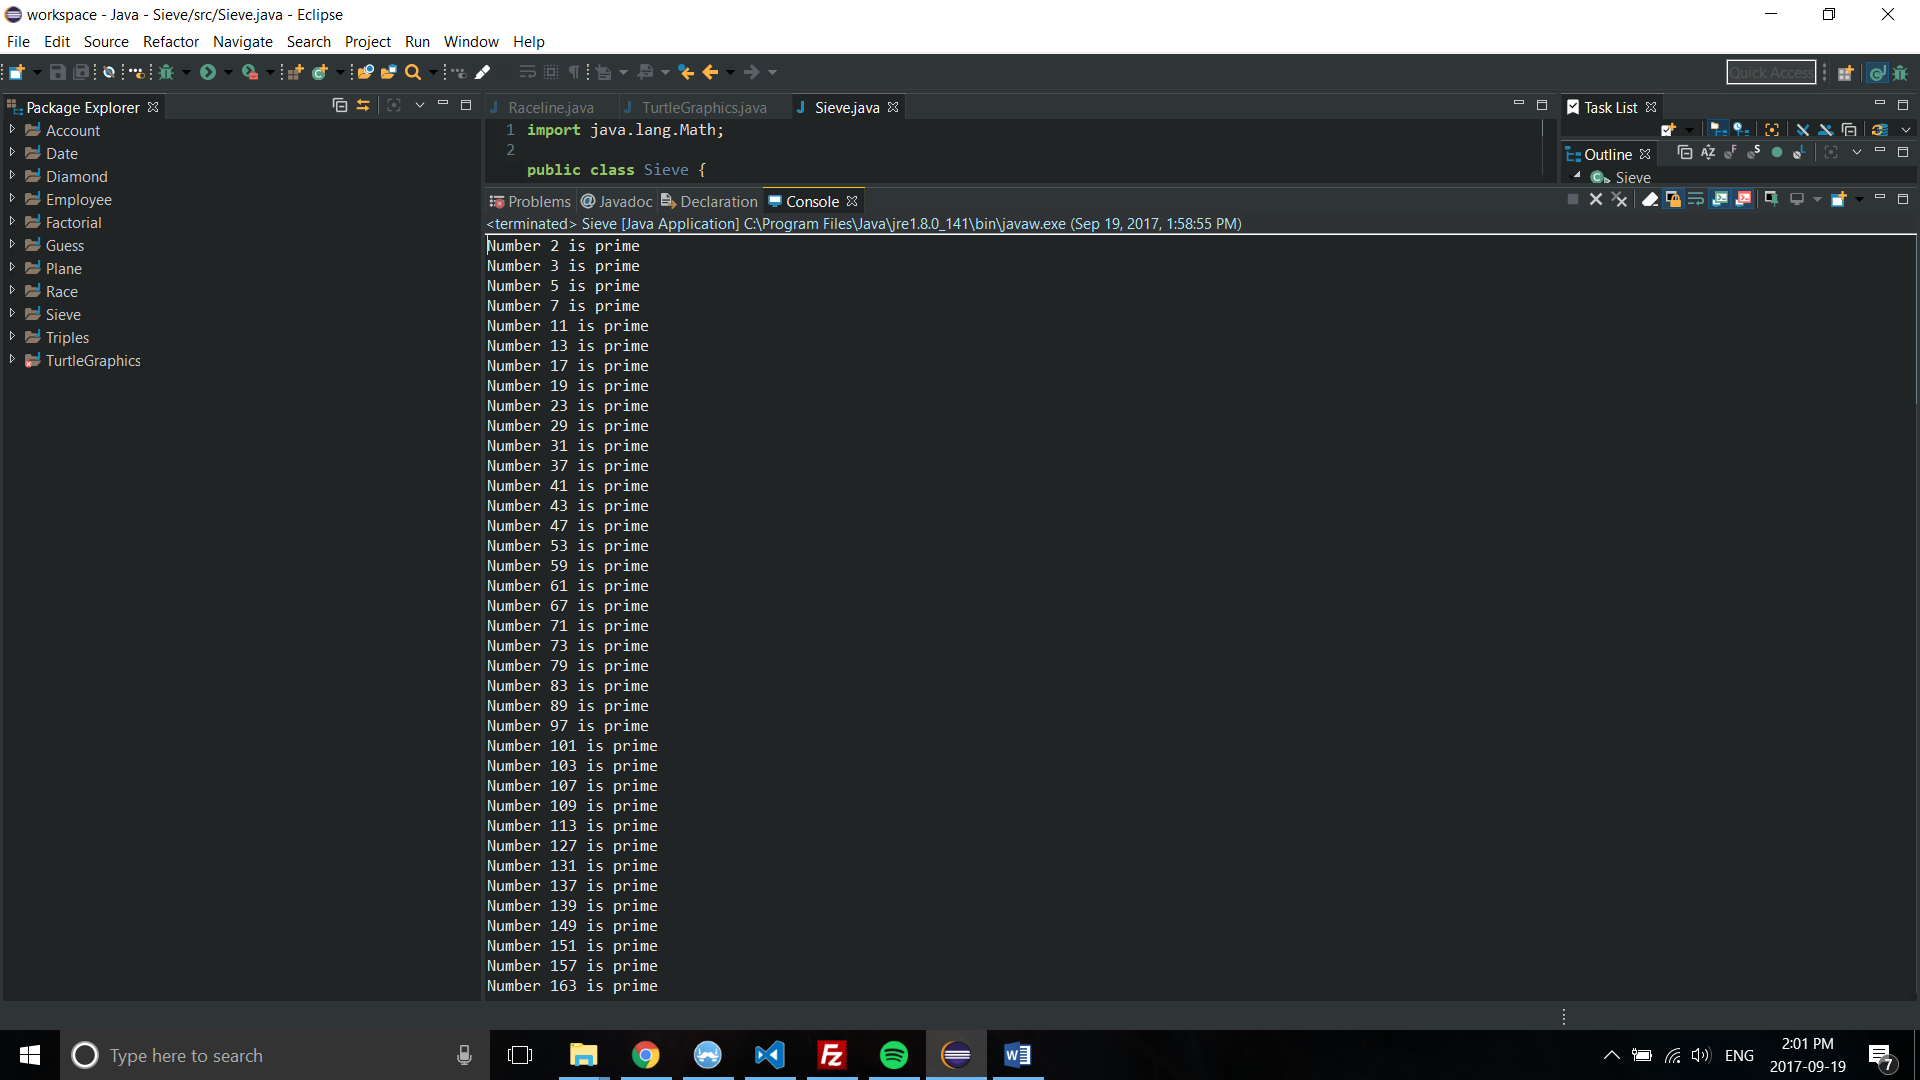 workspace - Java - Sieve/src/Sieve.java - Eclipse
File Edit Source Refactor Navigate Search Project Run Window Help
Quick Access
Package Explorer
Account
Date
Diamond
Employee
Factorial
Guess
Plane
Race
Sieve
Triples
TurtleGraphics
Raceline.java TurtleGraphics.java Sieve.java
1 import java.lang.Math;
2
public class Sieve {
Task List
Outline
Sieve
Problems @ Javadoc Declaration Console
<terminated> Sieve [Java Application] C:\Program Files\Java\jre1.8.0_141\bin\javaw.exe (Sep 19, 2017, 1:58:55 PM)
Number 2 is prime
Number 3 is prime
Number 5 is prime
Number 7 is prime
Number 11 is prime
Number 13 is prime
Number 17 is prime
Number 19 is prime
Number 23 is prime
Number 29 is prime
Number 31 is prime
Number 37 is prime
Number 41 is prime
Number 43 is prime
Number 47 is prime
Number 53 is prime
Number 59 is prime
Number 61 is prime
Number 67 is prime
Number 71 is prime
Number 73 is prime
Number 79 is prime
Number 83 is prime
Number 89 is prime
Number 97 is prime
Number 101 is prime
Number 103 is prime
Number 107 is prime
Number 109 is prime
Number 113 is prime
Number 127 is prime
Number 131 is prime
Number 137 is prime
Number 139 is prime
Number 149 is prime
Number 151 is prime
Number 157 is prime
Number 163 is prime
Type here to search
ENG
2:01 PM
2017-09-19
7